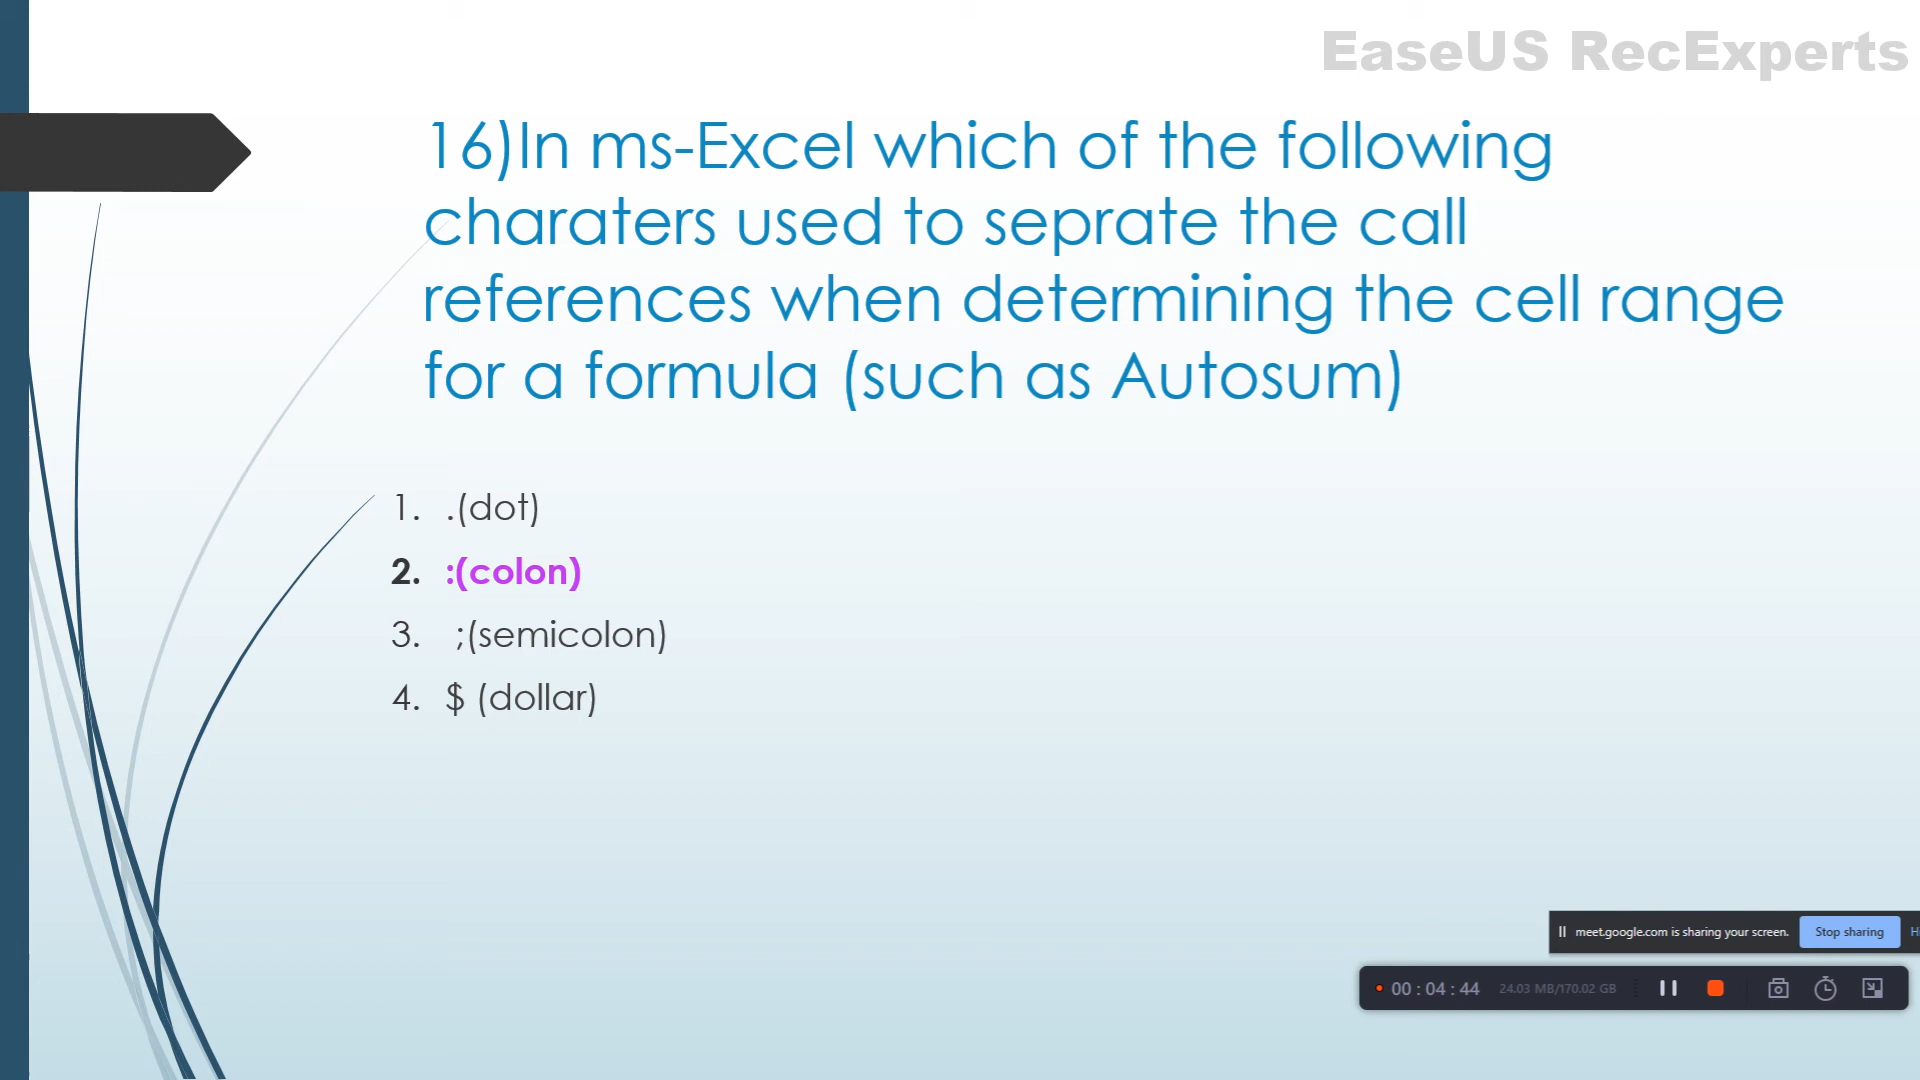 EaseUS RecExperts
16)In ms-Excel which of the following
charaters used to seprate the call
references when determining the cell range
for a formula (such as Autosum)
1. .(dot)
2. :(colon)
3. ;(semicolon)
4. $ (dollar)
meet.google.com is sharing your screen. Stop sharing
00 : 04 : 44 24.03 MB/170.02 GB